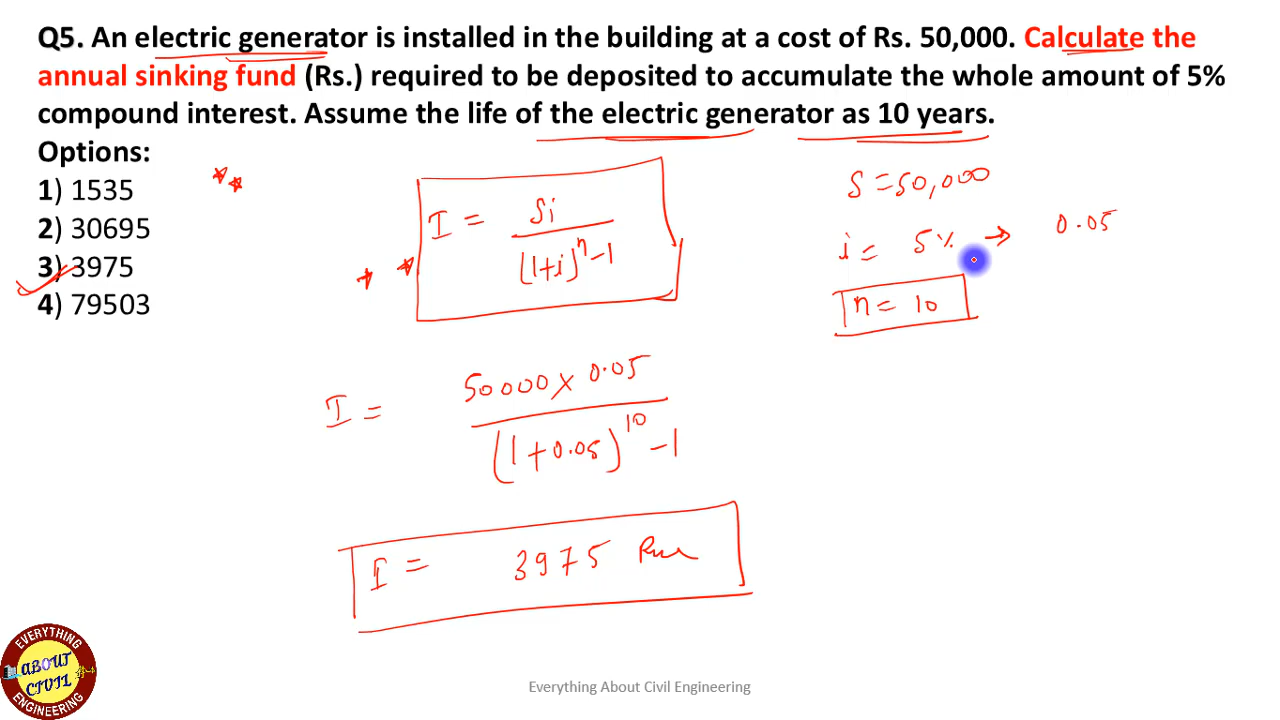 Q5. An electric generator is installed in the building at a cost of Rs. 50,000. Calculate the
annual sinking fund (Rs.) required to be deposited to accumulate the whole amount of 5%
compound interest. Assume the life of the electric generator as 10 years.
Options:
1) 1535
2) 30695
3) 3975
4) 79503
I = Si / (1+i)^n - 1
S = 50,000
i = 5% → 0.05
n = 10
I = 50000 × 0.05 / (1+0.05)^10 - 1
I = 3975
EVERYTHING
ABOUT
CIVIL
ENGINEERING
Everything About Civil Engineering